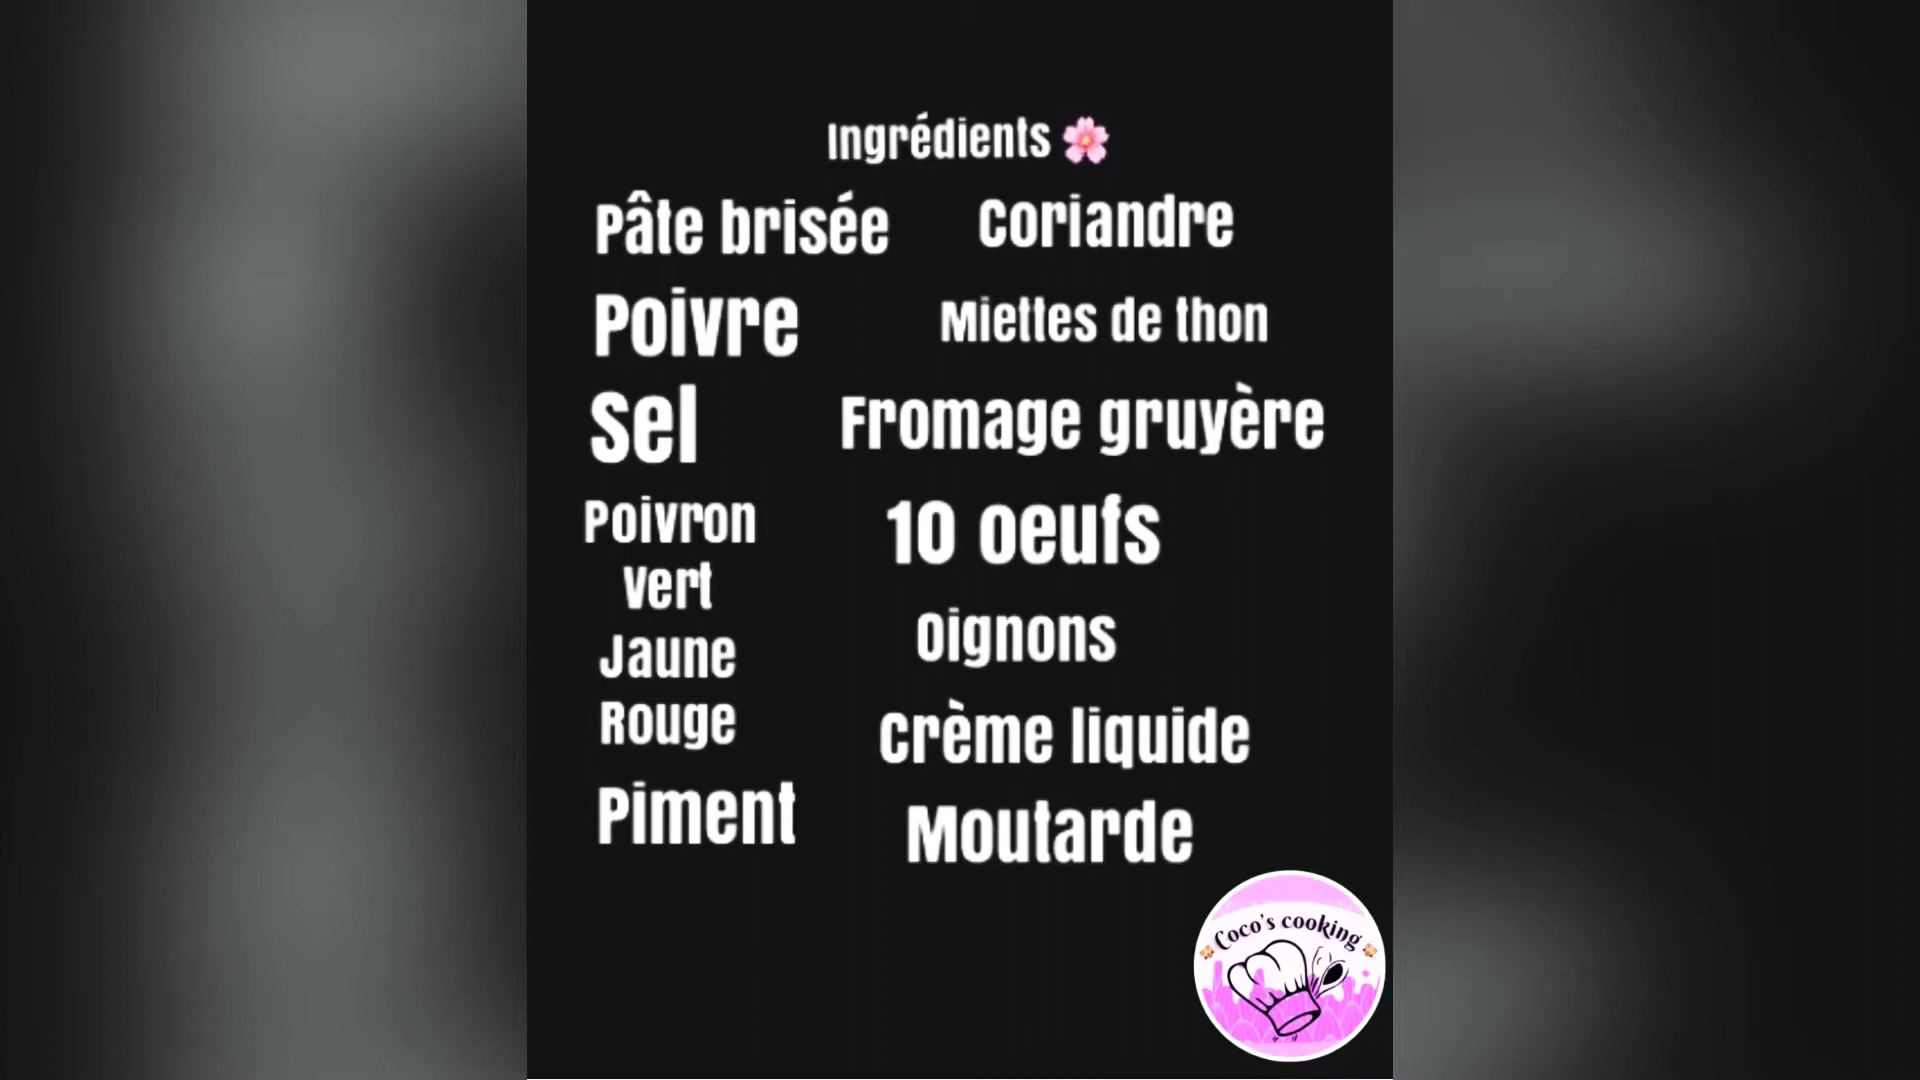 Ingrédients
Pâte brisée
Poivre
Sel
Poivron
Vert
Jaune
Rouge
Piment
Coriandre
Miettes de thon
Fromage gruyère
10 oeufs
Oignons
Crème liquide
Moutarde
Coco's cooking